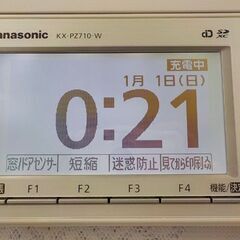 Panasonic KX-PZ710-W
充電中
1月 1日(日)
0:21
窓/ドアセンサー 短縮 迷惑防止 見てから印刷
F1 F2 F3 F4 機能/決定